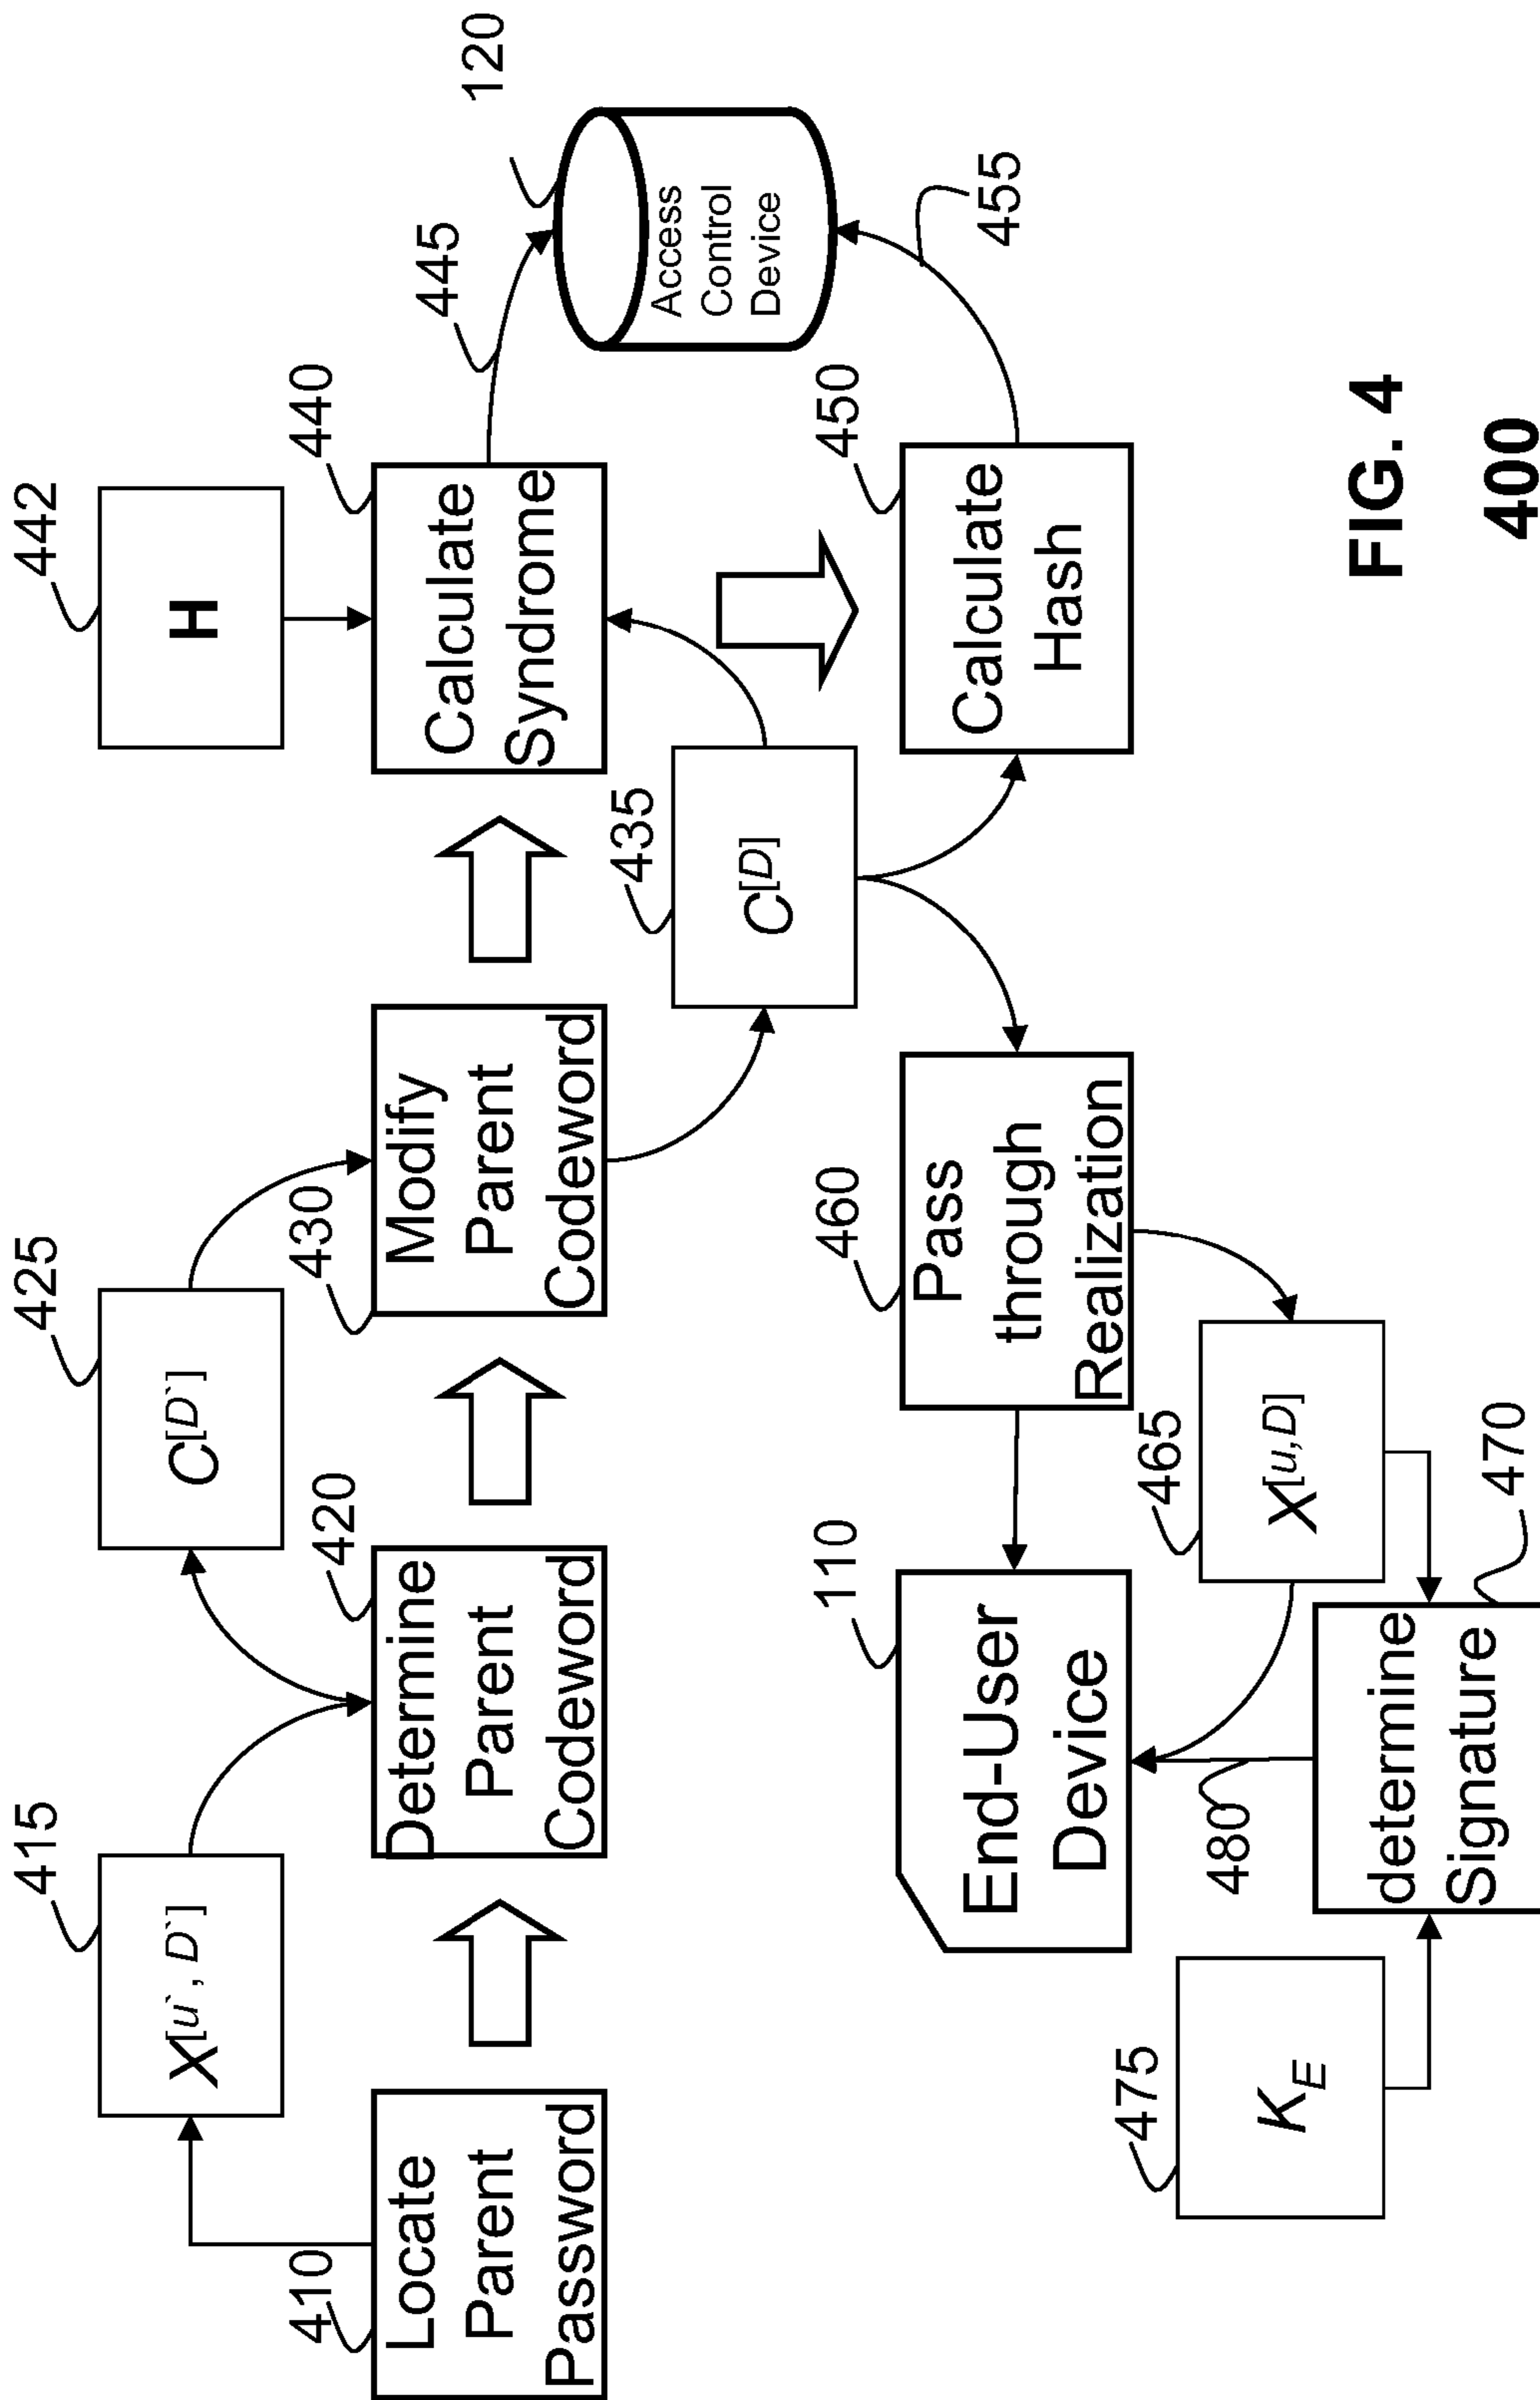 415
X[u`, D`]
425
C[D`]
442
H
410
Locate
Parent
Password
420
Determine
Parent
Codeword
430
Modify
Parent
Codeword
440
Calculate
Syndrome
445
120
Access
Control
Device
435
C[D]
110
End-User
Device
460
Pass
through
Realization
450
Calculate
Hash
455
475
KE
480
465
X[u,D]
determine
Signature
470
FIG. 4
400